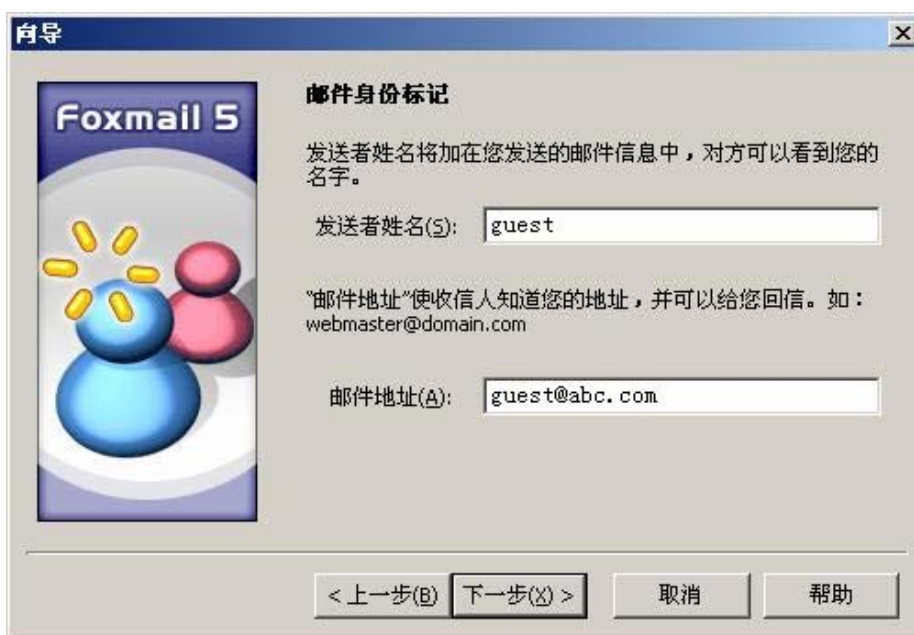 向导
Foxmail 5
邮件身份标记
发送者姓名将加在您发送的邮件信息中，对方可以看到您的
名字。
发送者姓名(S): guest
“邮件地址”使收信人知道您的地址，并可以给您回信。如：
webmaster@domain.com
邮件地址(A): guest@abc.com
< 上一步(B) 下一步(X) > 取消 帮助